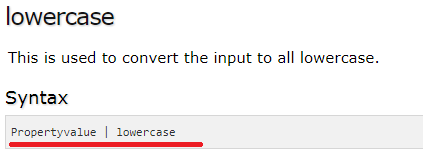 lowercase
This is used to convert the input to all lowercase.
Syntax
Propertyvalue | lowercase